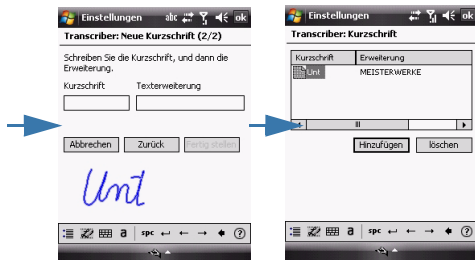 Einstellungen abc ok
Transcriber: Neue Kurzschrift (2/2)
Schreiben Sie die Kurzschrift, und dann die
Erweiterung.
Kurzschrift Texterweiterung
Abbrechen Zurück Fertig stellen
Unt
a spc ?
Einstellungen ok
Transcriber: Kurzschrift
Kurzschrift Erweiterung
Unt MEISTERWERKE
Hinzufügen löschen
a spc ?